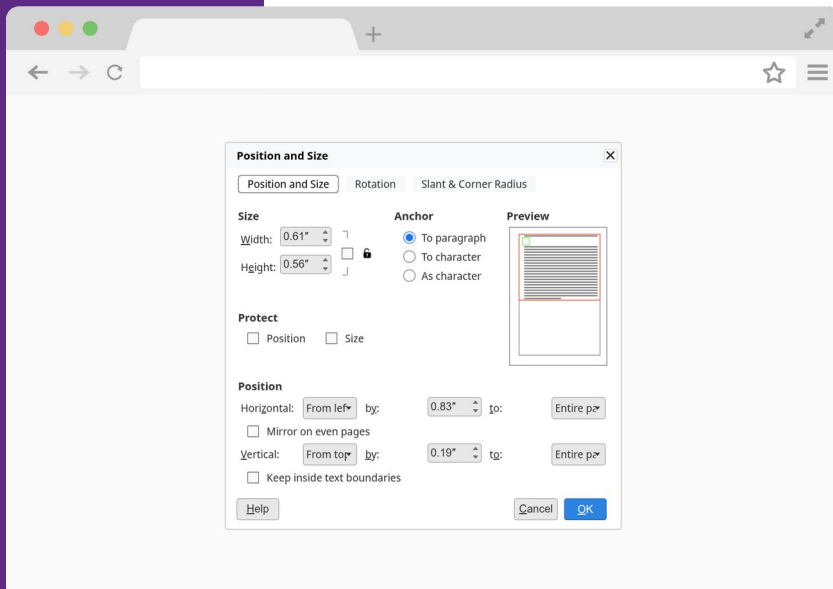 Position and Size
Position and Size Rotation Slant & Corner Radius
Size Anchor Preview
Width: 0.61" To paragraph
To character
Height: 0.56" As character
Protect
Position Size
Position
Horizontal: From lef by: 0.83" to: Entire pa
Mirror on even pages
Vertical: From top by: 0.19" to: Entire pa
Keep inside text boundaries
Help Cancel OK